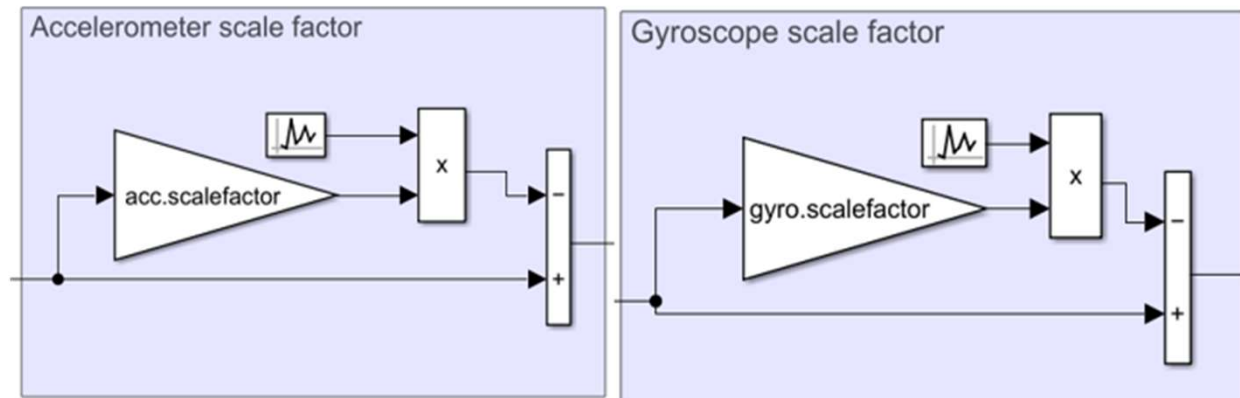 Accelerometer scale factor
acc.scalefactor
x
−
+
Gyroscope scale factor
gyro.scalefactor
x
−
+